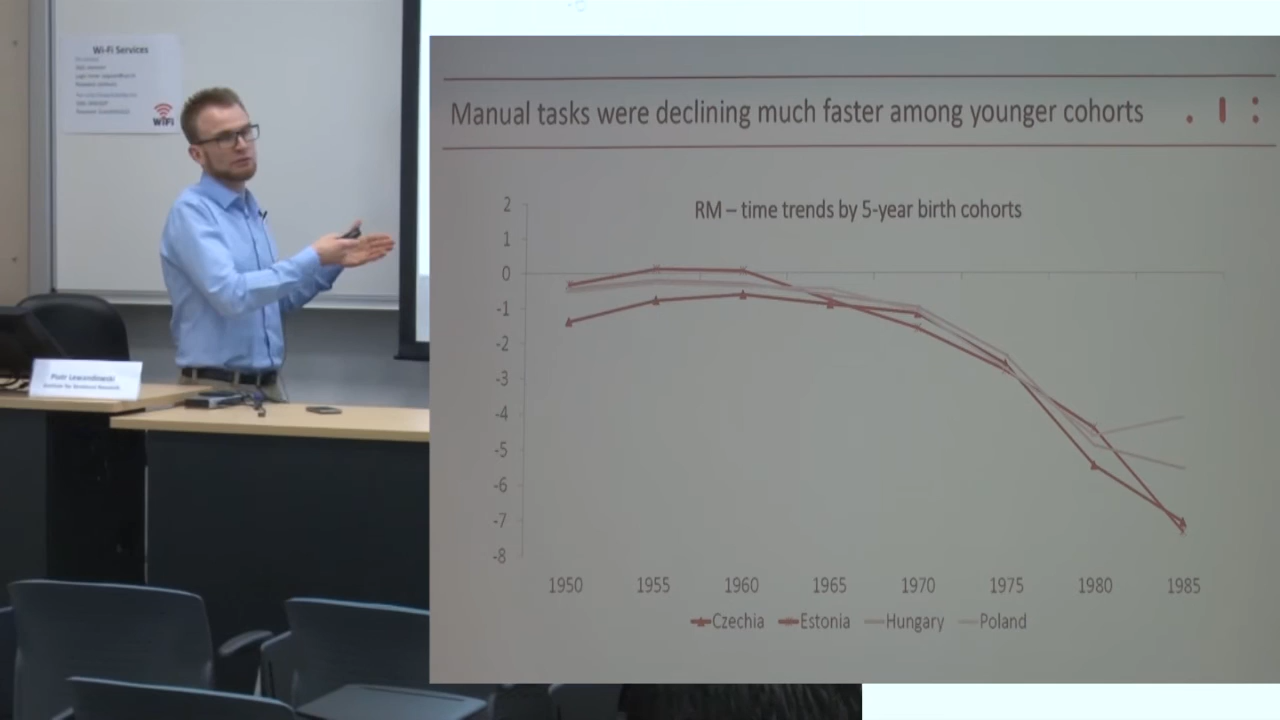 Wi-Fi Services
WiFi
Piotr Lewandowski
Manual tasks were declining much faster among younger cohorts
RM – time trends by 5-year birth cohorts
2
1
0
-1
-2
-3
-4
-5
-6
-7
-8
1950 1955 1960 1965 1970 1975 1980 1985
Czechia Estonia Hungary Poland